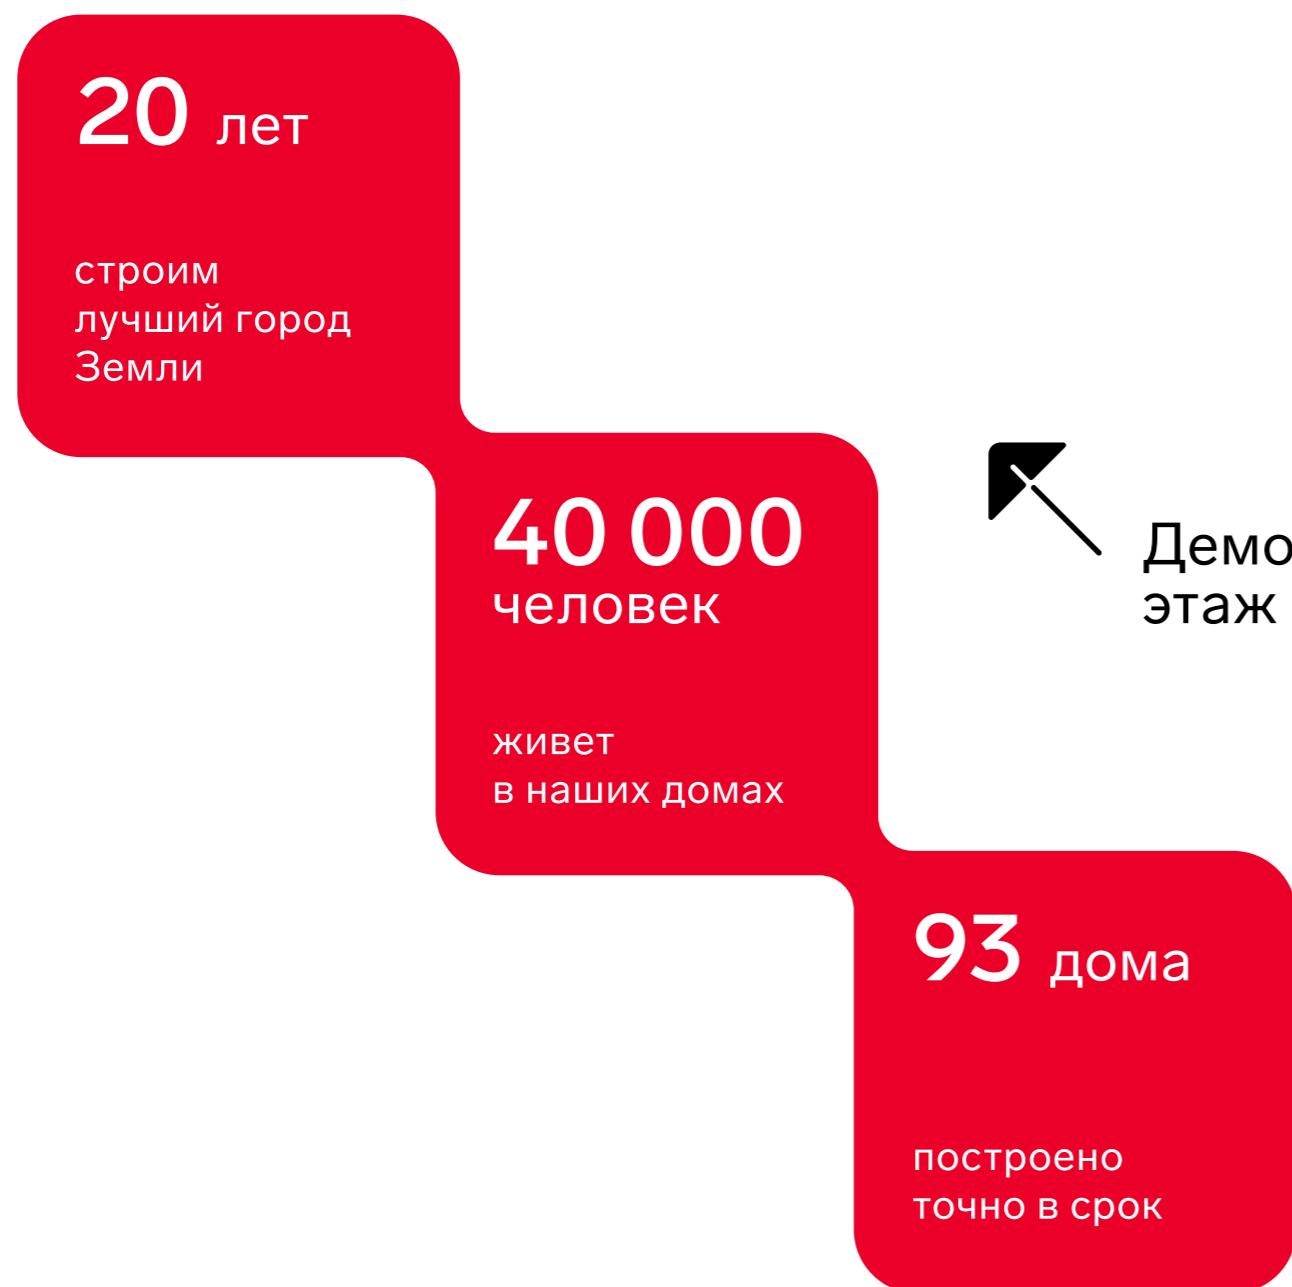 20 лет
строим
лучший город
Земли
40 000
человек
живет
в наших домах
Демо
этаж
93 дома
построено
точно в срок